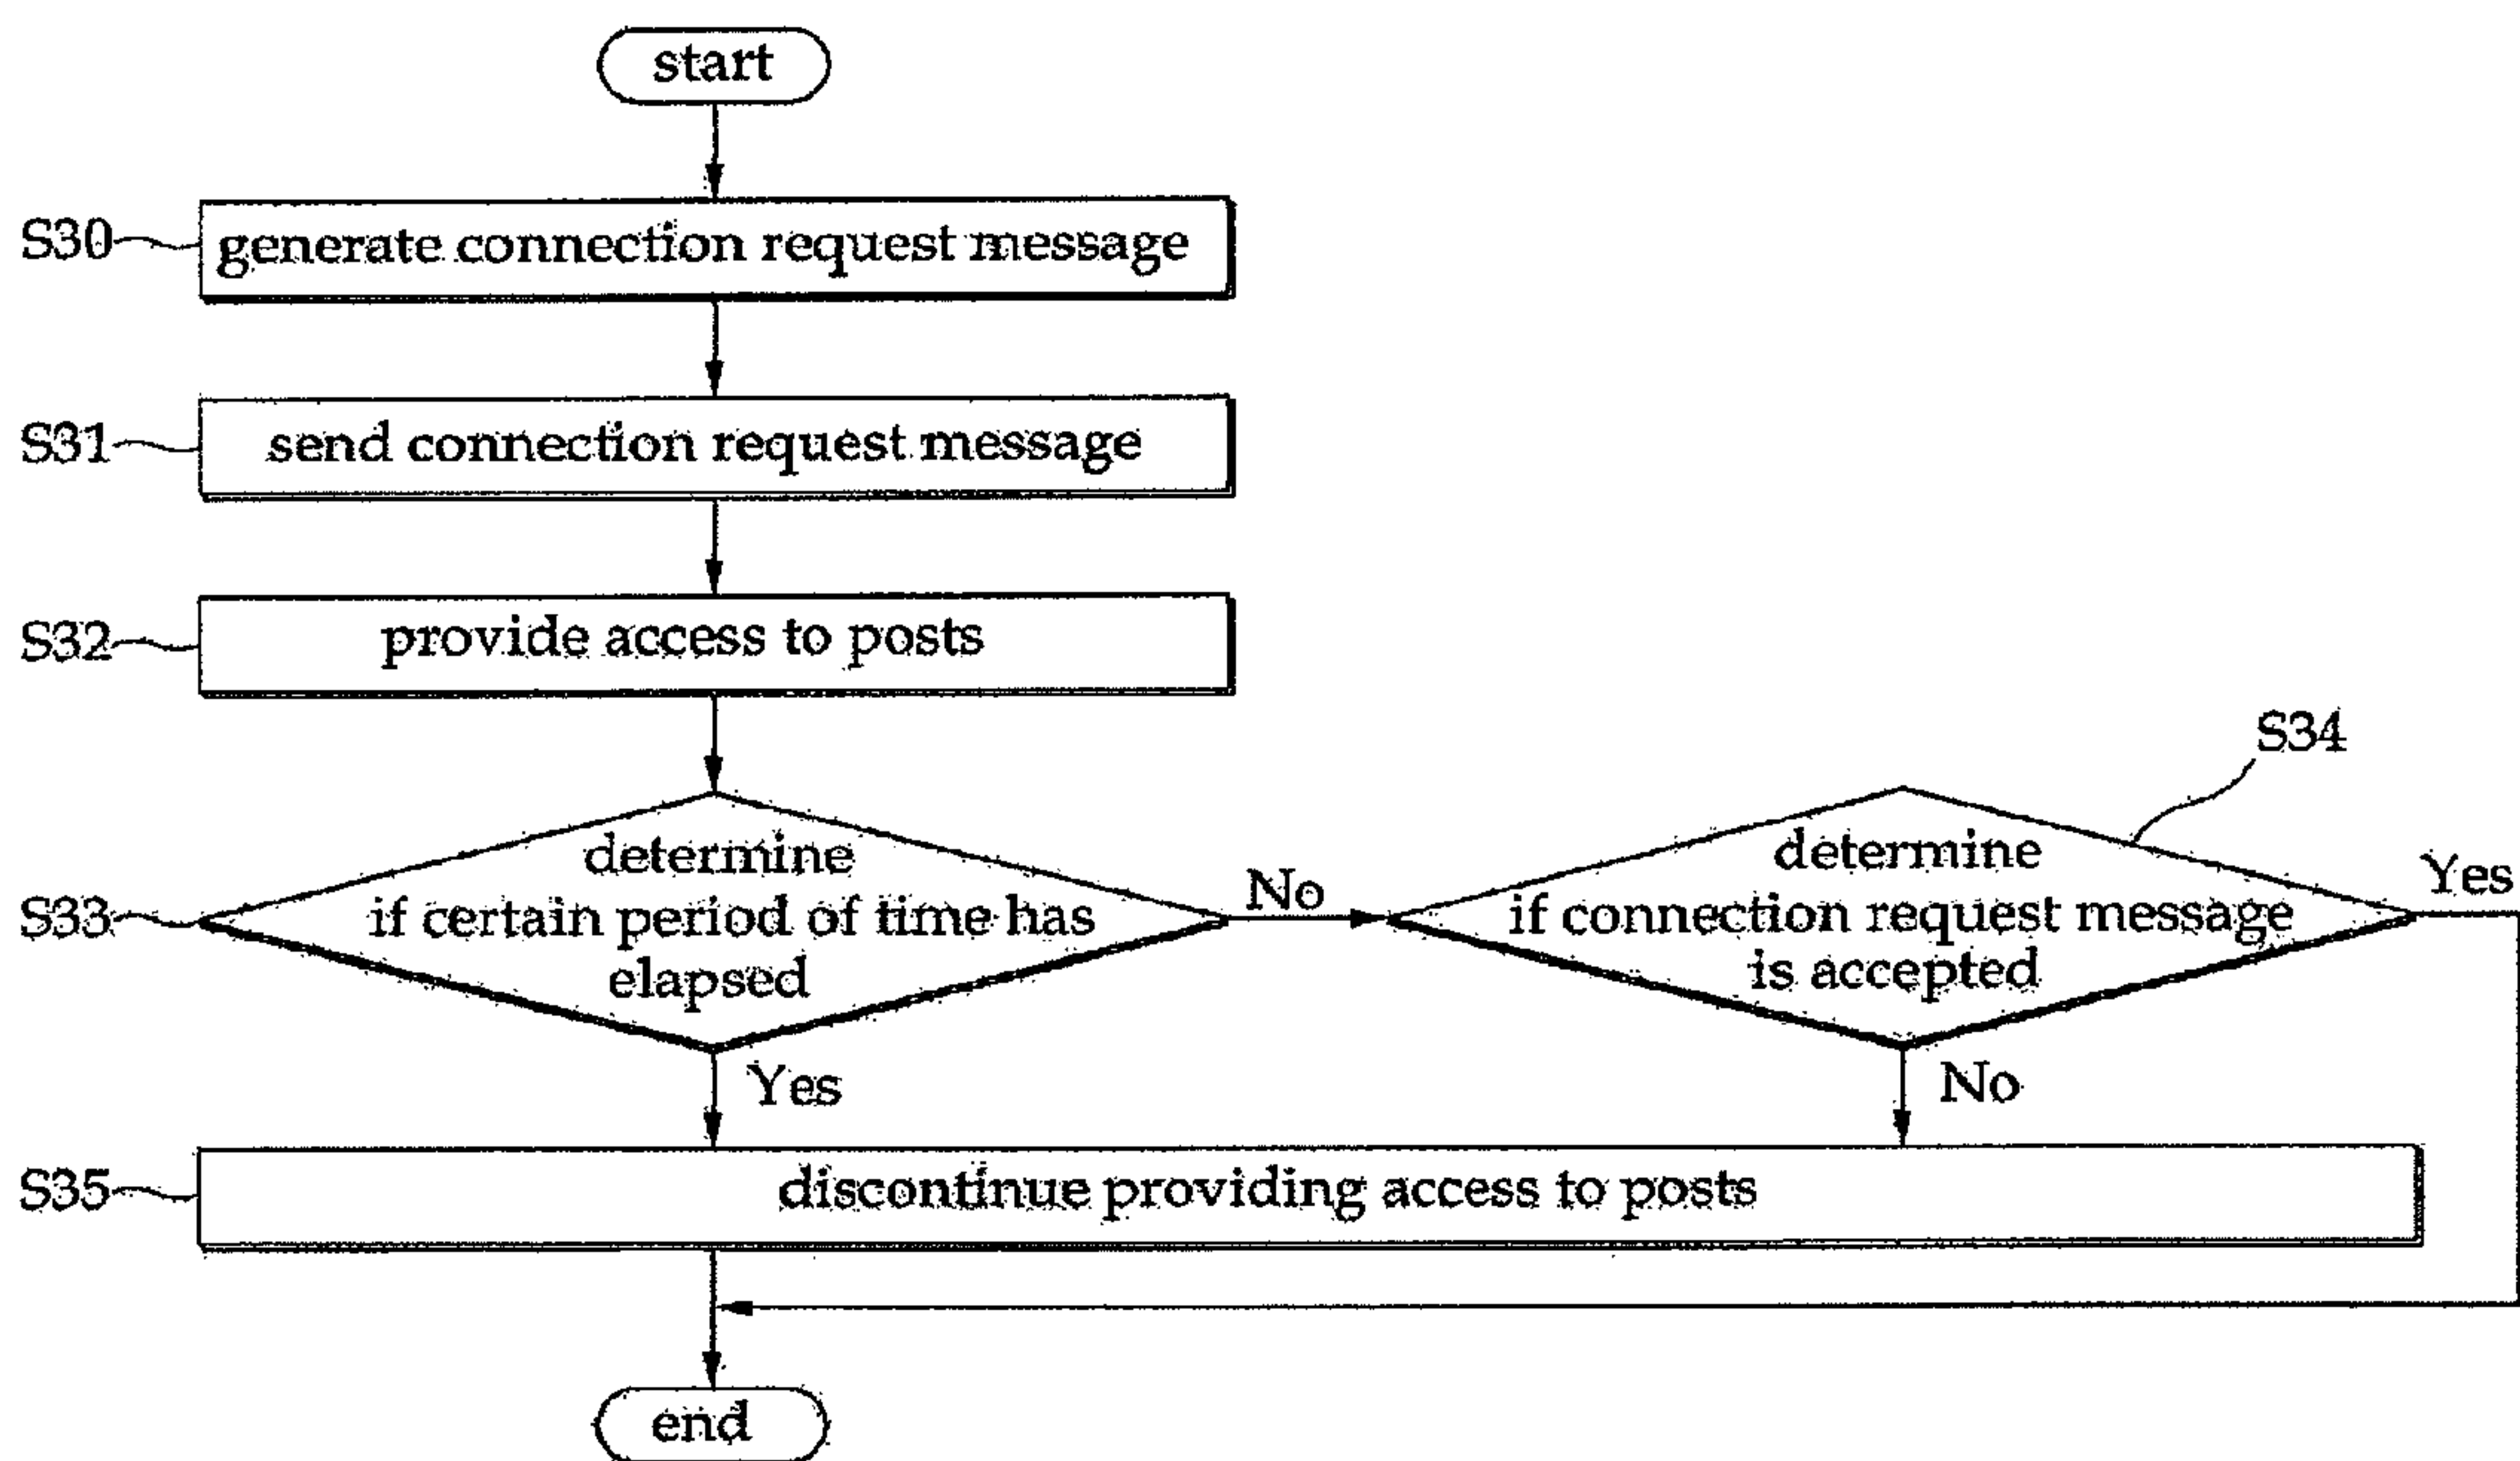 start
S30
generate connection request message
S31
send connection request message
S32
provide access to posts
S34
S33
determine
if certain period of time has
elapsed
No
determine
if connection request message
is accepted
Yes
Yes
No
S35
discontinue providing access to posts
end